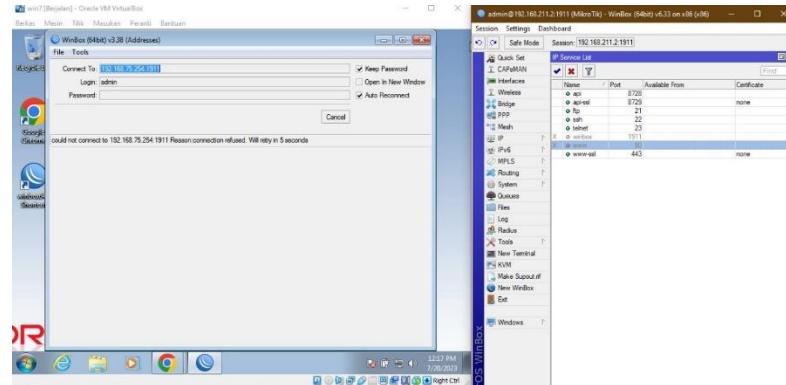 win7 [Berjalan] - Oracle VM VirtualBox
Berkas Mesin Tilik Masukan Peranti Bantuan
WinBox (64bit) v3.38 (Addresses)
File Tools
Connect To: 192.168.75.254:1911
Keep Password
Login: admin
Open In New Window
Password:
Auto Reconnect
Cancel
could not connect to 192.168.75.254:1911 Reason:connection refused. Will retry in 5 seconds
Google
Chrome
Shortcut
OR
12:17 PM
7/20/2023
Right Ctrl
admin@192.168.211.2:1911 (MikroTik) - WinBox (64bit) v6.33 on x86 (x86)
Session Settings Dashboard
Safe Mode Session: 192.168.211.2:1911
Quick Set
CAPsMAN
Interfaces
Wireless
Bridge
PPP
Mesh
IP
IPv6
MPLS
Routing
System
Queues
Files
Log
Radius
Tools
New Terminal
KVM
Make Supout.rif
New WinBox
Exit
Windows
OS WinBox
IP Service List
Find
Name Port Available From Certificate
api 8728
api-ssl 8729 none
ftp 21
ssh 22
telnet 23
X winbox 1911
X www 80
www-ssl 443 none